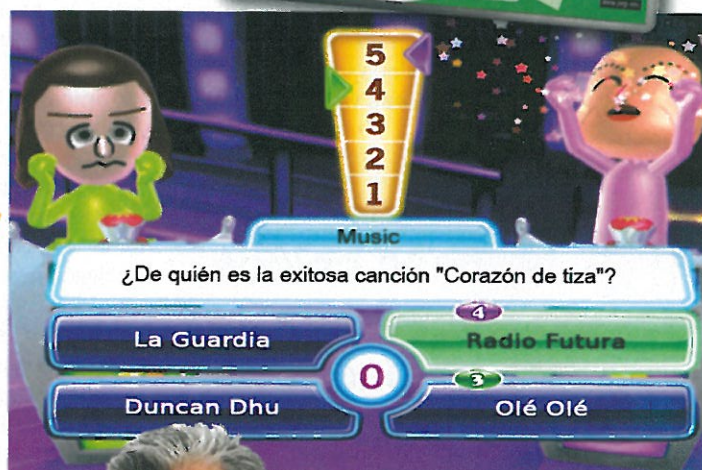 5
4
3
2
1
Music
¿De quién es la exitosa canción "Corazón de tiza"?
4
La Guardia
Radio Futura
0
3
Duncan Dhu
Olé Olé